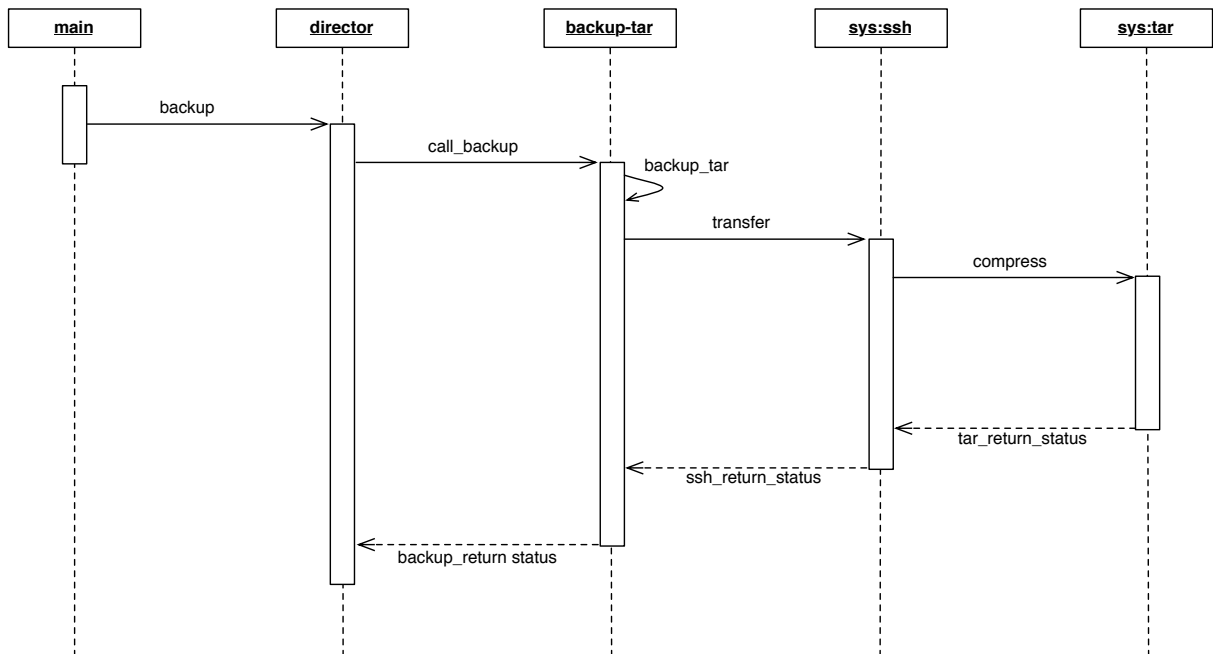 main
director
backup-tar
sys:ssh
sys:tar
backup
call_backup
backup_tar
transfer
compress
tar_return_status
ssh_return_status
backup_return status